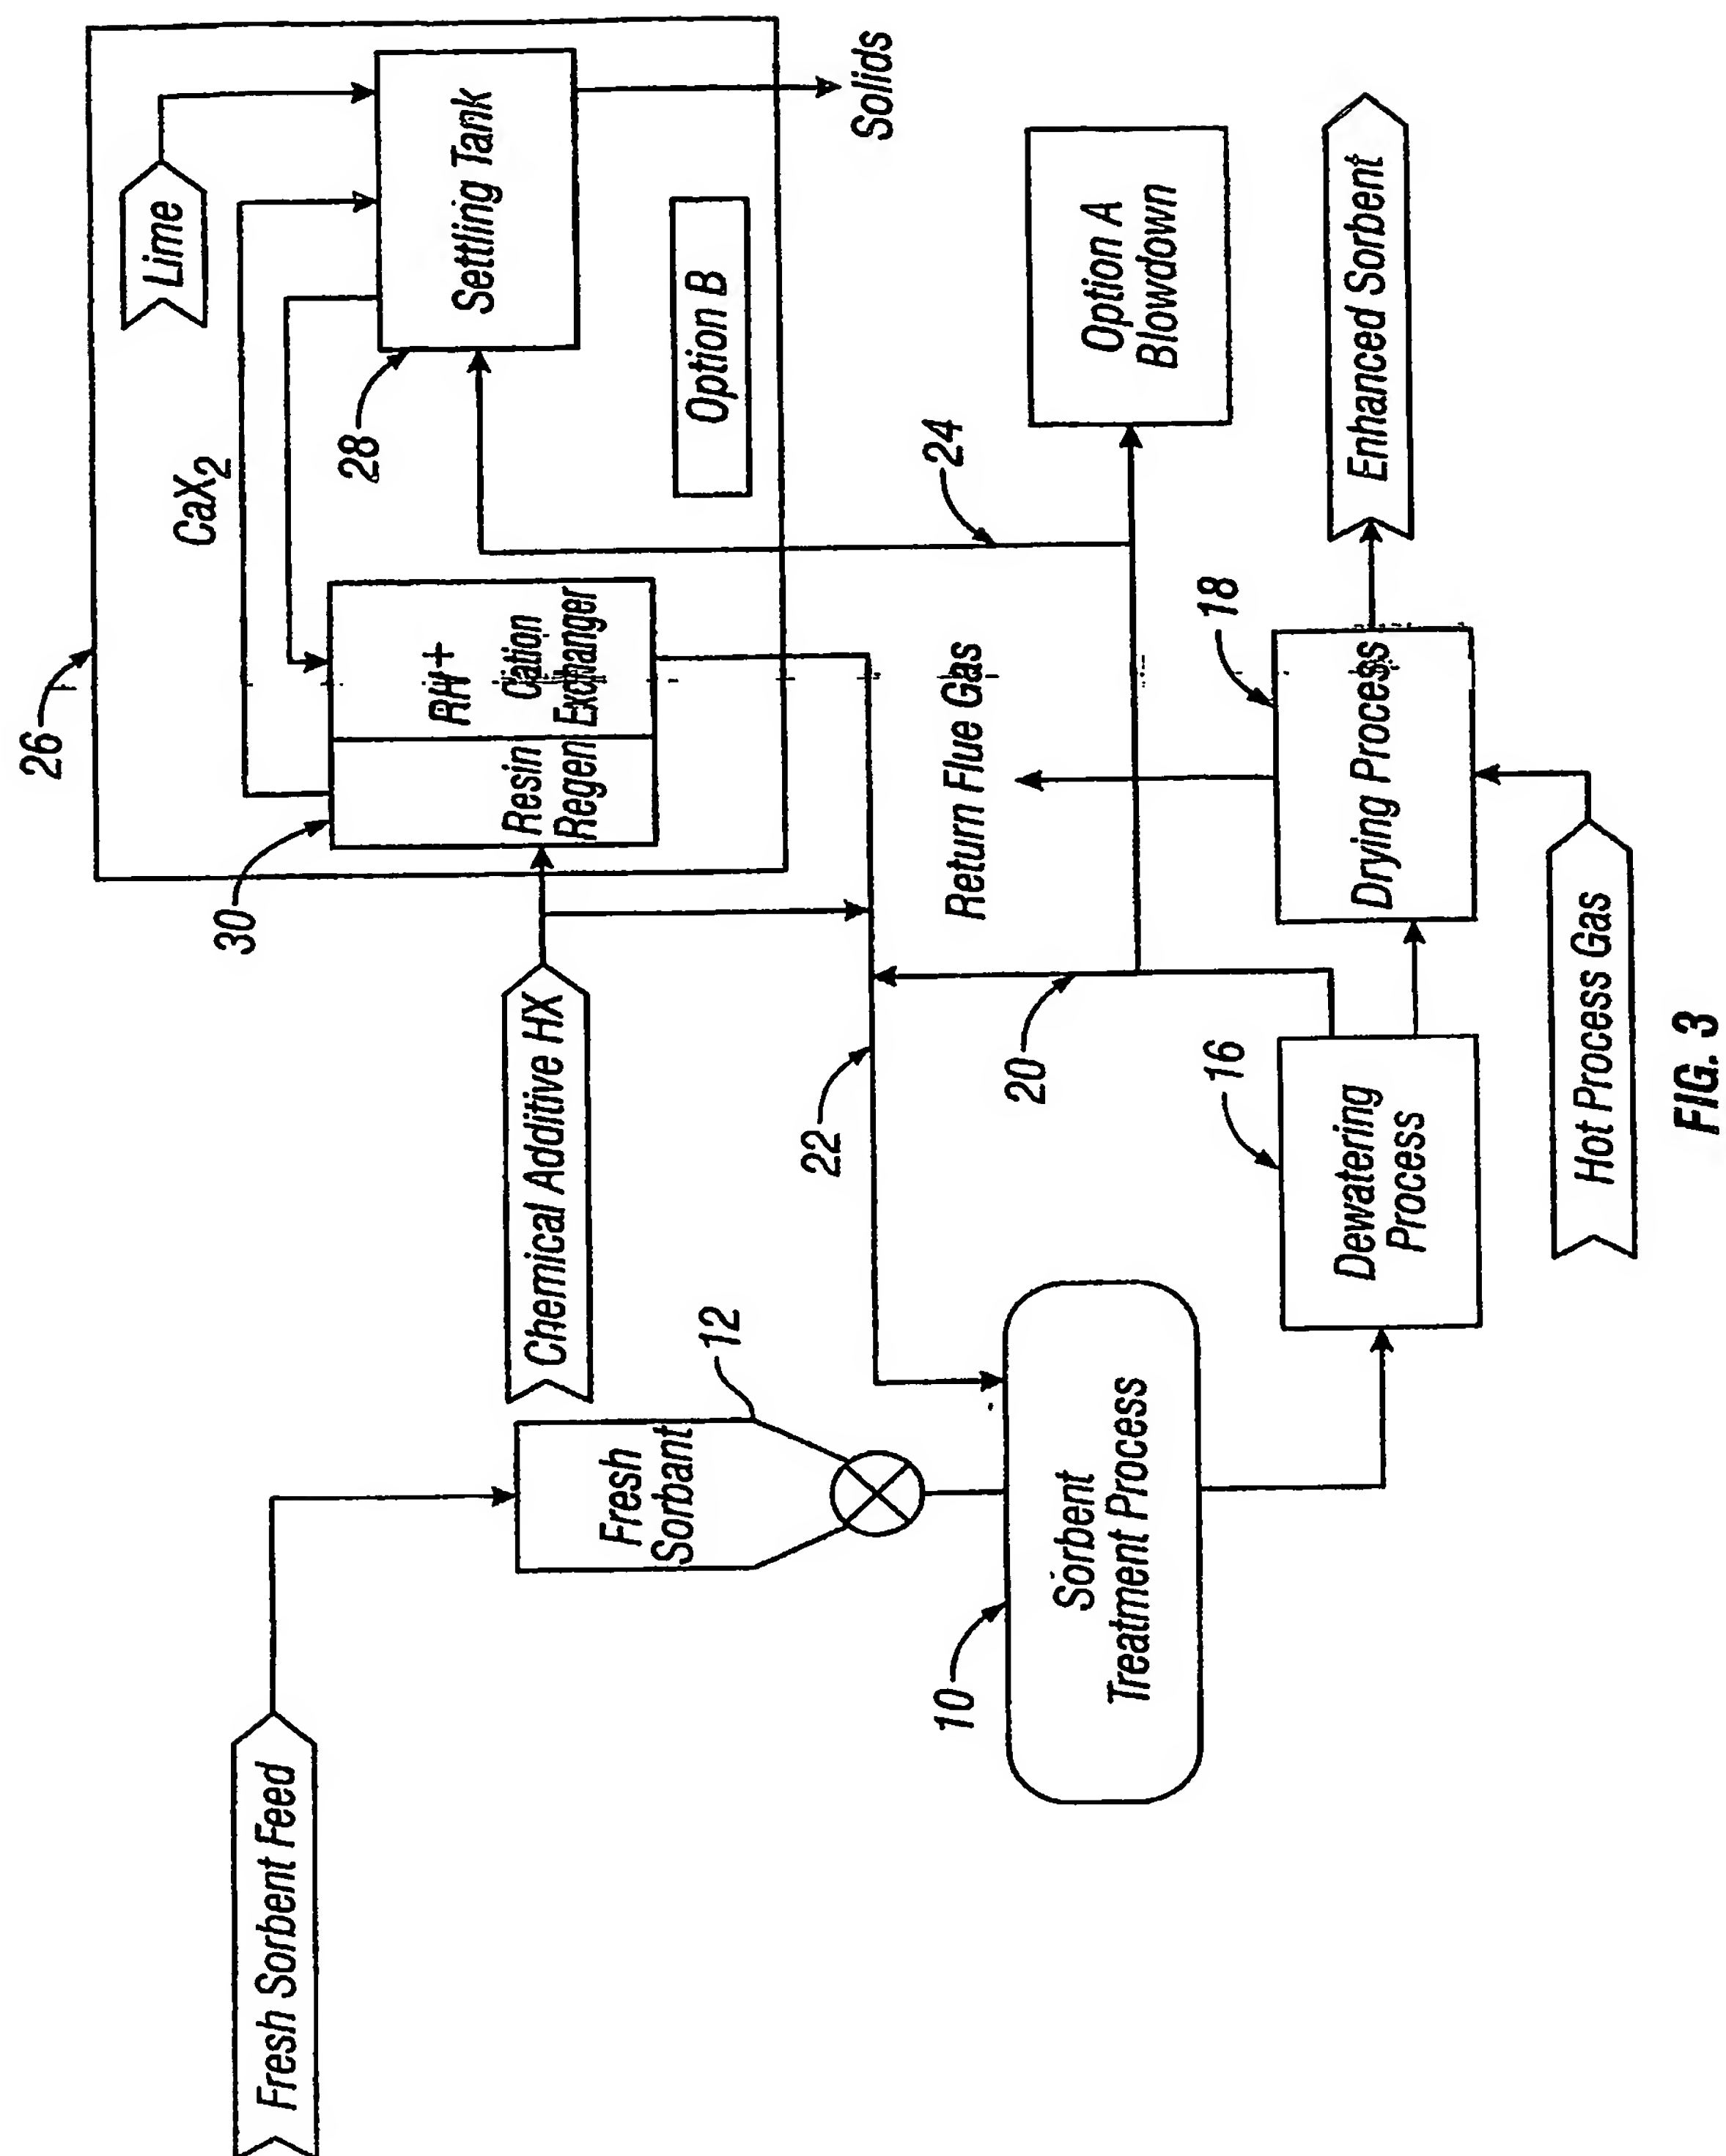 26
Lime
CaX2
28
Settling Tank
Solids
Option B
30
RH+
Cation
Exchanger
Resin
Regen
Fresh Sorbent Feed
Chemical Additive HX
Fresh
Sorbant
12
22
24
Option A
Blowdown
Return Flue Gas
20
10
Sorbent
Treatment Process
16
Dewatering
Process
18
Drying Process
Enhanced Sorbent
Hot Process Gas
FIG. 3